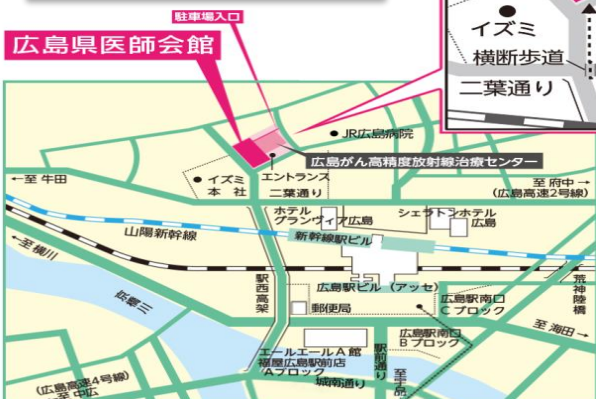 駐車場入口
広島県医師会館
イズミ
横断歩道
二葉通り
JR広島病院
広島がん高精度放射線治療センター
エントランス
イズミ
本社
二葉通り
←至 牛田
至 府中→
(広島高速2号線)
ホテル
グランヴィア広島
シェラトンホテル
広島
山陽新幹線
新幹線駅ビル
←至 横川
京橋川
駅西高架
広島駅ビル(アッセ)
荒神陸橋
郵便局
広島駅南口
Cブロック
広島駅南口
Bブロック
至 海田→
エールエールA館
福屋広島駅前店
Aブロック
駅前通り
城南通り
(広島高速4号線)
至 中広
至宇品